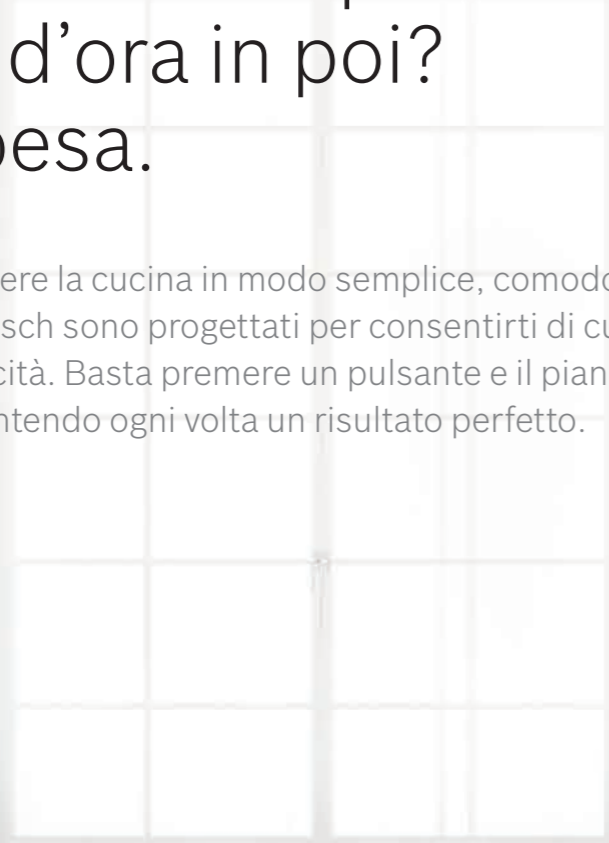 d’ora in poi?
pesa.
ere la cucina in modo semplice, comodo
sch sono progettati per consentirti di cu
cità. Basta premere un pulsante e il pian
ntendo ogni volta un risultato perfetto.